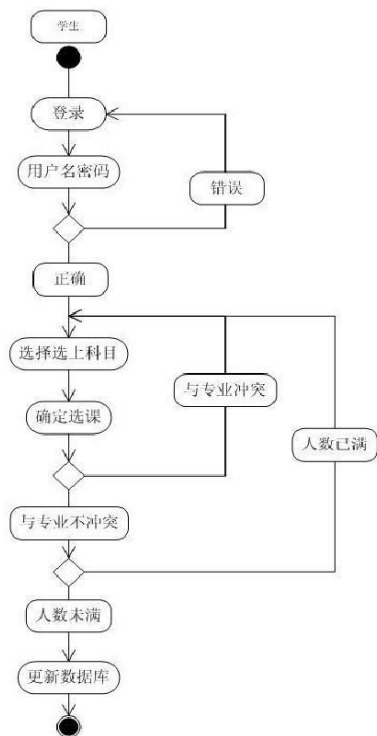 学生
登录
用户名密码
错误
正确
选择选上科目
与专业冲突
确定选课
人数已满
与专业不冲突
人数未满
更新数据库